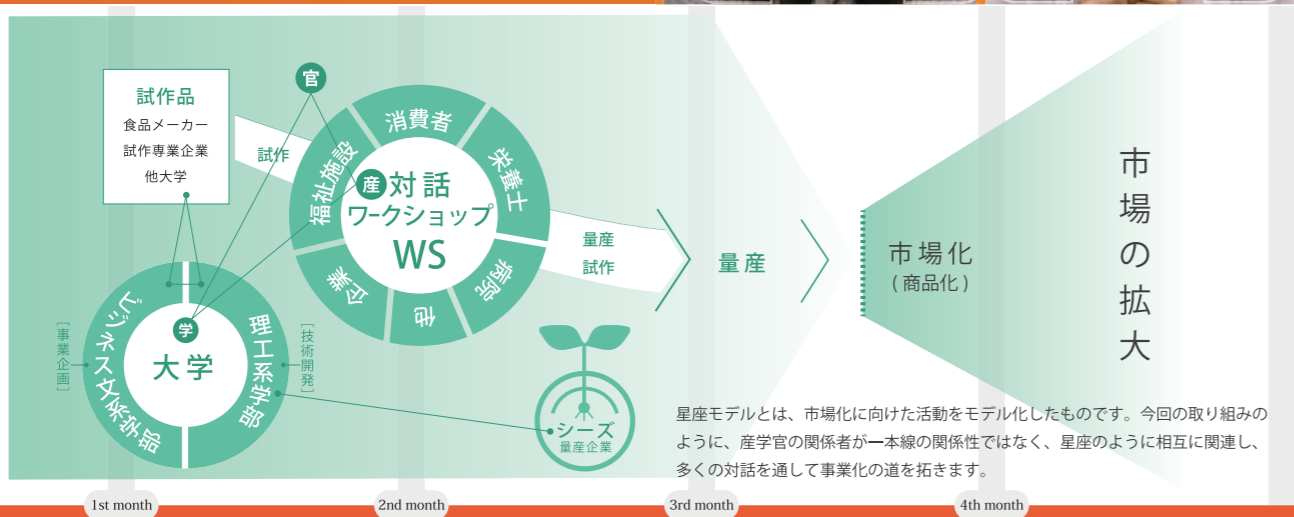 試作品
食品メーカー
試作専業企業
他大学
官
試作
消費者
栄養士
病院
他
企業
福祉施設
産
対話
ワークショップ
WS
学
大学
ビジネス文系学部
理工系学部
[事業企画]
[技術開発]
シーズ
量産企業
量産
試作
量産
市場化
(商品化)
市場の拡大
星座モデルとは、市場化に向けた活動をモデル化したものです。今回の取り組みの
ように、産学官の関係者が一本線の関係性ではなく、星座のように相互に関連し、
多くの対話を通して事業化の道を拓きます。
1st month
2nd month
3rd month
4th month